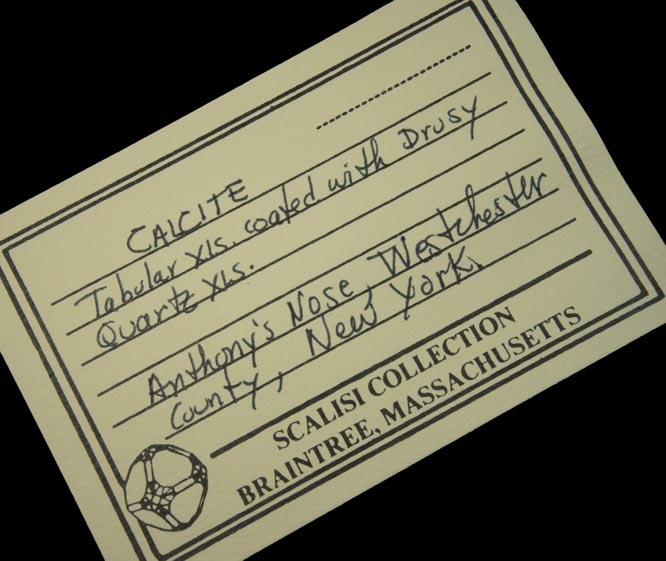 CALCITE
Tabular xls. coated with Drusy
Quartz xls.
Anthony's Nose, Westchester
County, New York.
SCALISI COLLECTION
BRAINTREE, MASSACHUSETTS